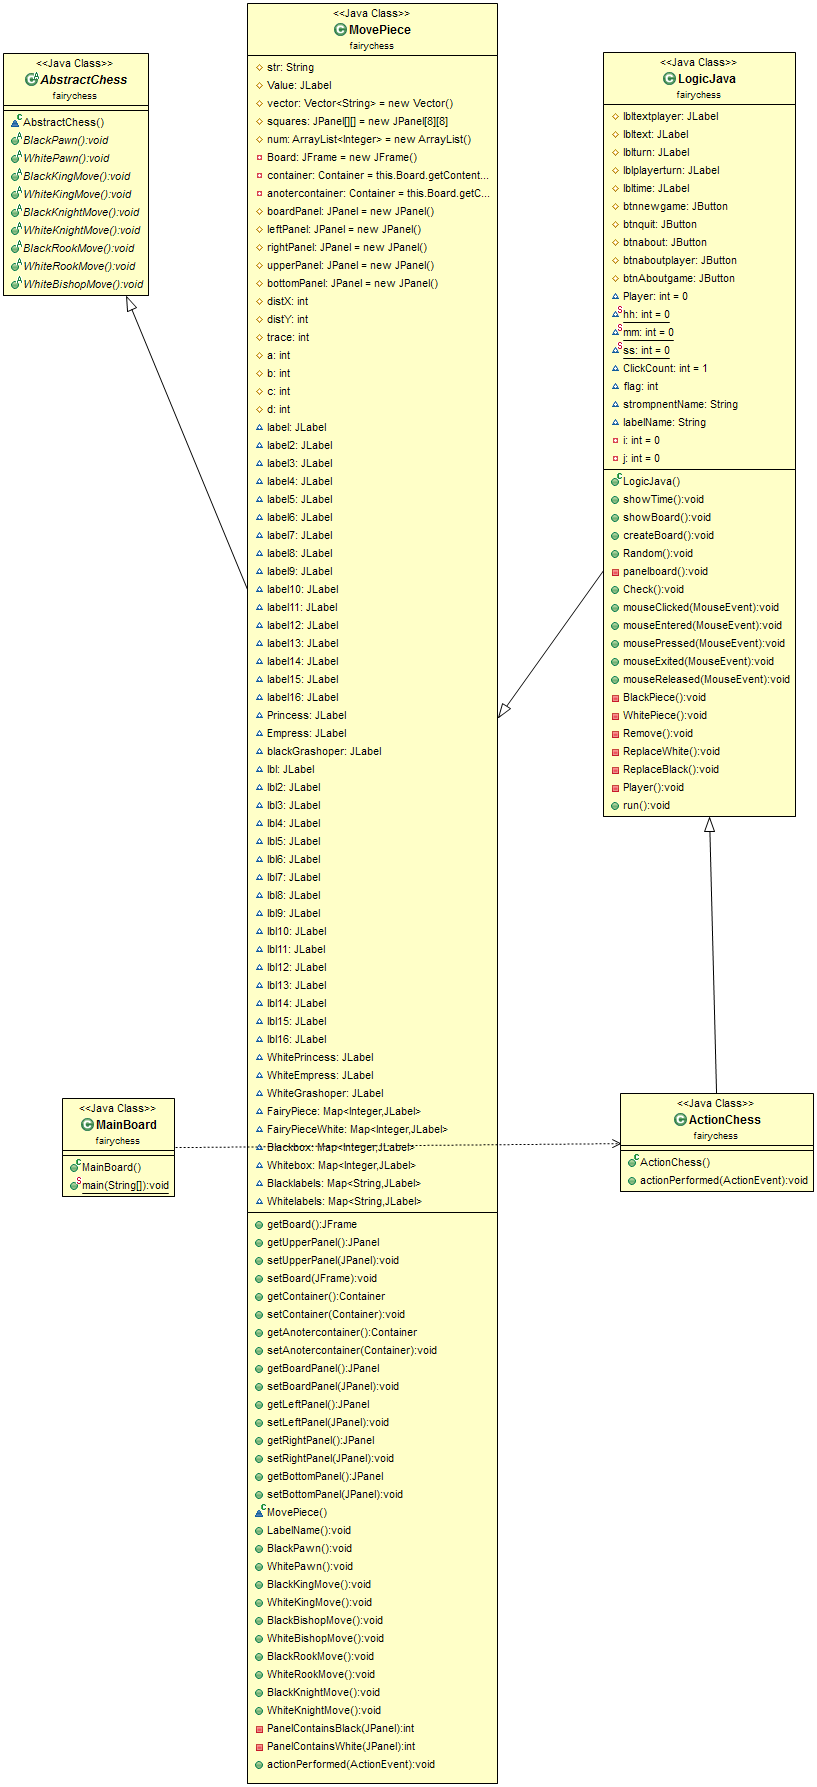 <<Java Class>>
AbstractChess
fairychess
AbstractChess()
BlackPawn():void
WhitePawn():void
BlackKingMove():void
WhiteKingMove():void
BlackKnightMove():void
WhiteKnightMove():void
BlackRookMove():void
WhiteRookMove():void
WhiteBishopMove():void
<<Java Class>>
MovePiece
fairychess
str: String
Value: JLabel
vector: Vector<String> = new Vector()
squares: JPanel[][] = new JPanel[8][8]
num: ArrayList<Integer> = new ArrayList()
Board: JFrame = new JFrame()
container: Container = this.Board.getContent...
anotercontainer: Container = this.Board.getC...
boardPanel: JPanel = new JPanel()
leftPanel: JPanel = new JPanel()
rightPanel: JPanel = new JPanel()
upperPanel: JPanel = new JPanel()
bottomPanel: JPanel = new JPanel()
distX: int
distY: int
trace: int
a: int
b: int
c: int
d: int
label: JLabel
label2: JLabel
label3: JLabel
label4: JLabel
label5: JLabel
label6: JLabel
label7: JLabel
label8: JLabel
label9: JLabel
label10: JLabel
label11: JLabel
label12: JLabel
label13: JLabel
label14: JLabel
label15: JLabel
label16: JLabel
Princess: JLabel
Empress: JLabel
blackGrashoper: JLabel
lbl: JLabel
lbl2: JLabel
lbl3: JLabel
lbl4: JLabel
lbl5: JLabel
lbl6: JLabel
lbl7: JLabel
lbl8: JLabel
lbl9: JLabel
lbl10: JLabel
lbl11: JLabel
lbl12: JLabel
lbl13: JLabel
lbl14: JLabel
lbl15: JLabel
lbl16: JLabel
WhitePrincess: JLabel
WhiteEmpress: JLabel
WhiteGrashoper: JLabel
FairyPiece: Map<Integer,JLabel>
FairyPieceWhite: Map<Integer,JLabel>
Blackbox: Map<Integer,JLabel>
Whitebox: Map<Integer,JLabel>
Blacklabels: Map<String,JLabel>
Whitelabels: Map<String,JLabel>
getBoard():JFrame
getUpperPanel():JPanel
setUpperPanel(JPanel):void
setBoard(JFrame):void
getContainer():Container
setContainer(Container):void
getAnotercontainer():Container
setAnotercontainer(Container):void
getBoardPanel():JPanel
setBoardPanel(JPanel):void
getLeftPanel():JPanel
setLeftPanel(JPanel):void
getRightPanel():JPanel
setRightPanel(JPanel):void
getBottomPanel():JPanel
setBottomPanel(JPanel):void
MovePiece()
LabelName():void
BlackPawn():void
WhitePawn():void
BlackKingMove():void
WhiteKingMove():void
BlackBishopMove():void
WhiteBishopMove():void
BlackRookMove():void
WhiteRookMove():void
BlackKnightMove():void
WhiteKnightMove():void
PanelContainsBlack(JPanel):int
PanelContainsWhite(JPanel):int
actionPerformed(ActionEvent):void
<<Java Class>>
LogicJava
fairychess
lbltextplayer: JLabel
lbltext: JLabel
lblturn: JLabel
lblplayerturn: JLabel
lbltime: JLabel
btnnewgame: JButton
btnquit: JButton
btnabout: JButton
btnaboutplayer: JButton
btnAboutgame: JButton
Player: int = 0
hh: int = 0
mm: int = 0
ss: int = 0
ClickCount: int = 1
flag: int
strompnentName: String
labelName: String
i: int = 0
j: int = 0
LogicJava()
showTime():void
showBoard():void
createBoard():void
Random():void
panelboard():void
Check():void
mouseClicked(MouseEvent):void
mouseEntered(MouseEvent):void
mousePressed(MouseEvent):void
mouseExited(MouseEvent):void
mouseReleased(MouseEvent):void
BlackPiece():void
WhitePiece():void
Remove():void
ReplaceWhite():void
ReplaceBlack():void
Player():void
run():void
<<Java Class>>
MainBoard
fairychess
MainBoard()
main(String[]):void
<<Java Class>>
ActionChess
fairychess
ActionChess()
actionPerformed(ActionEvent):void